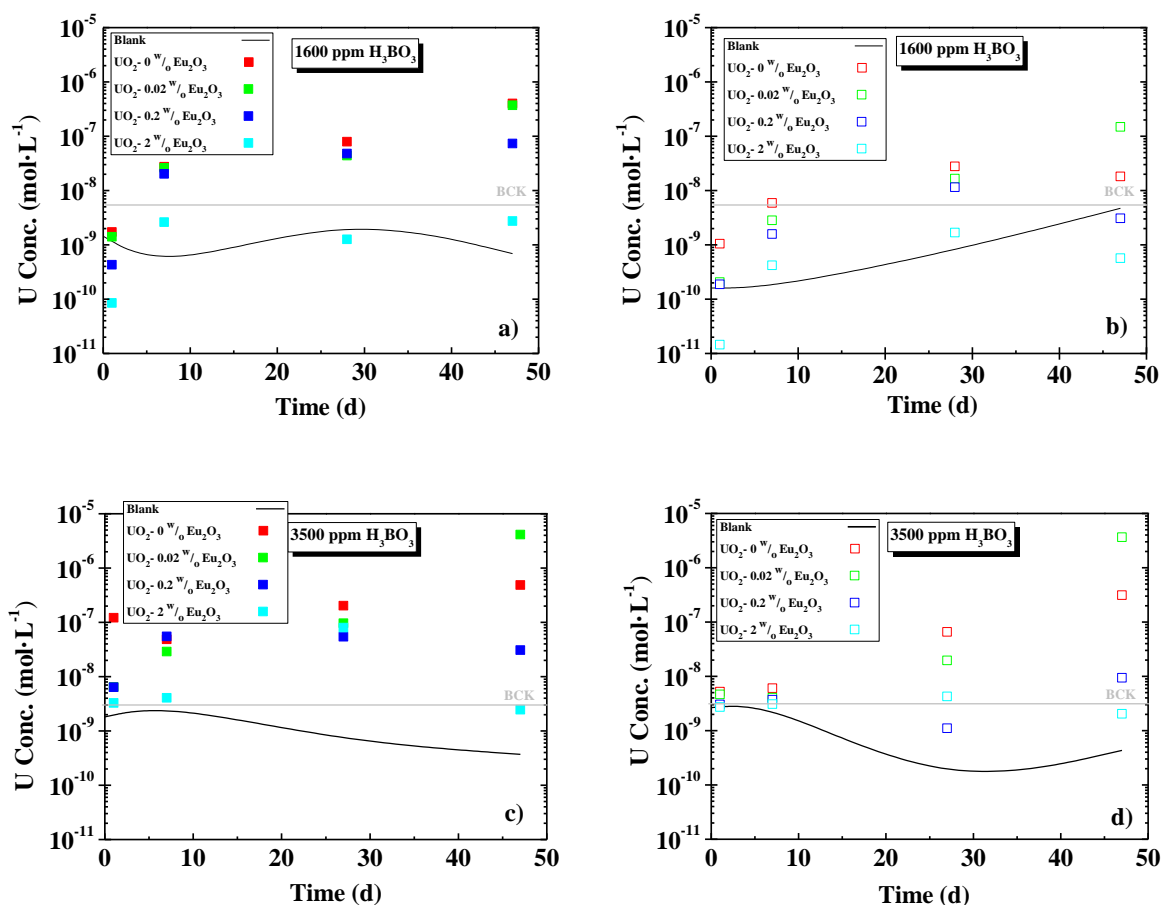 Blank
UO₂- 0 ʷ/ₒ Eu₂O₃
UO₂- 0.02 ʷ/ₒ Eu₂O₃
UO₂- 0.2 ʷ/ₒ Eu₂O₃
UO₂- 2 ʷ/ₒ Eu₂O₃
1600 ppm H₃BO₃
U Conc. (mol·L⁻¹)
10⁻⁵
10⁻⁶
10⁻⁷
10⁻⁸
10⁻⁹
10⁻¹⁰
10⁻¹¹
BCK
a)
0 10 20 30 40 50
Time (d)
Blank
UO₂- 0 ʷ/ₒ Eu₂O₃
UO₂- 0.02 ʷ/ₒ Eu₂O₃
UO₂- 0.2 ʷ/ₒ Eu₂O₃
UO₂- 2 ʷ/ₒ Eu₂O₃
1600 ppm H₃BO₃
U Conc. (mol·L⁻¹)
10⁻⁵
10⁻⁶
10⁻⁷
10⁻⁸
10⁻⁹
10⁻¹⁰
10⁻¹¹
BCK
b)
0 10 20 30 40 50
Time (d)
Blank
UO₂- 0 ʷ/ₒ Eu₂O₃
UO₂- 0.02 ʷ/ₒ Eu₂O₃
UO₂- 0.2 ʷ/ₒ Eu₂O₃
UO₂- 2 ʷ/ₒ Eu₂O₃
3500 ppm H₃BO₃
U Conc. (mol·L⁻¹)
10⁻⁵
10⁻⁶
10⁻⁷
10⁻⁸
10⁻⁹
10⁻¹⁰
10⁻¹¹
BCK
c)
0 10 20 30 40 50
Time (d)
Blank
UO₂- 0 ʷ/ₒ Eu₂O₃
UO₂- 0.02 ʷ/ₒ Eu₂O₃
UO₂- 0.2 ʷ/ₒ Eu₂O₃
UO₂- 2 ʷ/ₒ Eu₂O₃
3500 ppm H₃BO₃
U Conc. (mol·L⁻¹)
10⁻⁵
10⁻⁶
10⁻⁷
10⁻⁸
10⁻⁹
10⁻¹⁰
10⁻¹¹
BCK
d)
0 10 20 30 40 50
Time (d)